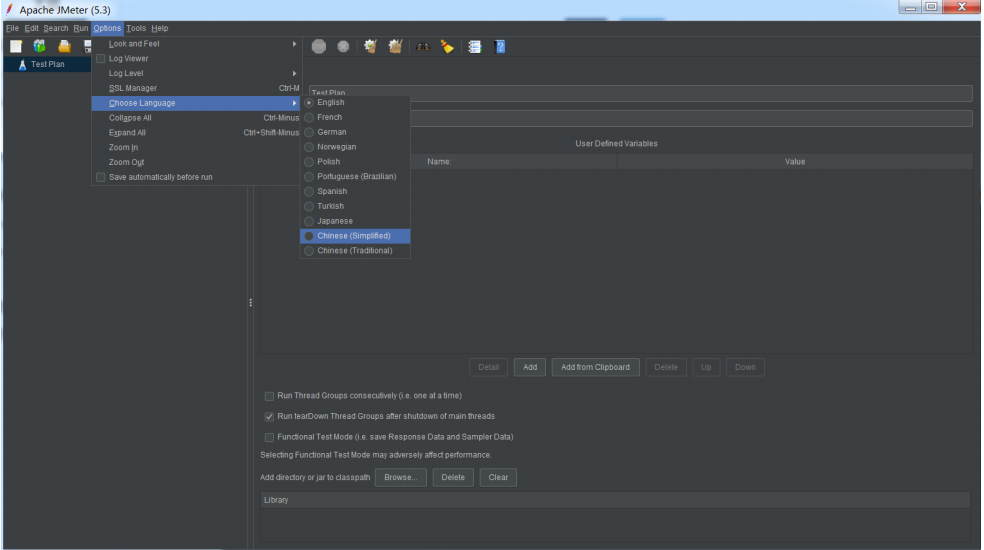 Apache JMeter (5.3)
File Edit Search Run Options Tools Help
Test Plan
Look and Feel
Log Viewer
Log Level
SSL Manager Ctrl-M
Choose Language
Collapse All Ctrl-Minus
Expand All Ctrl+Shift-Minus
Zoom In
Zoom Out
Save automatically before run
English
French
German
Norwegian
Polish
Portuguese (Brazilian)
Spanish
Turkish
Japanese
Chinese (Simplified)
Chinese (Traditional)
Test Plan
User Defined Variables
Name: Value
Detail Add Add from Clipboard Delete Up Down
Run Thread Groups consecutively (i.e. one at a time)
Run tearDown Thread Groups after shutdown of main threads
Functional Test Mode (i.e. save Response Data and Sampler Data)
Selecting Functional Test Mode may adversely affect performance.
Add directory or jar to classpath Browse... Delete Clear
Library